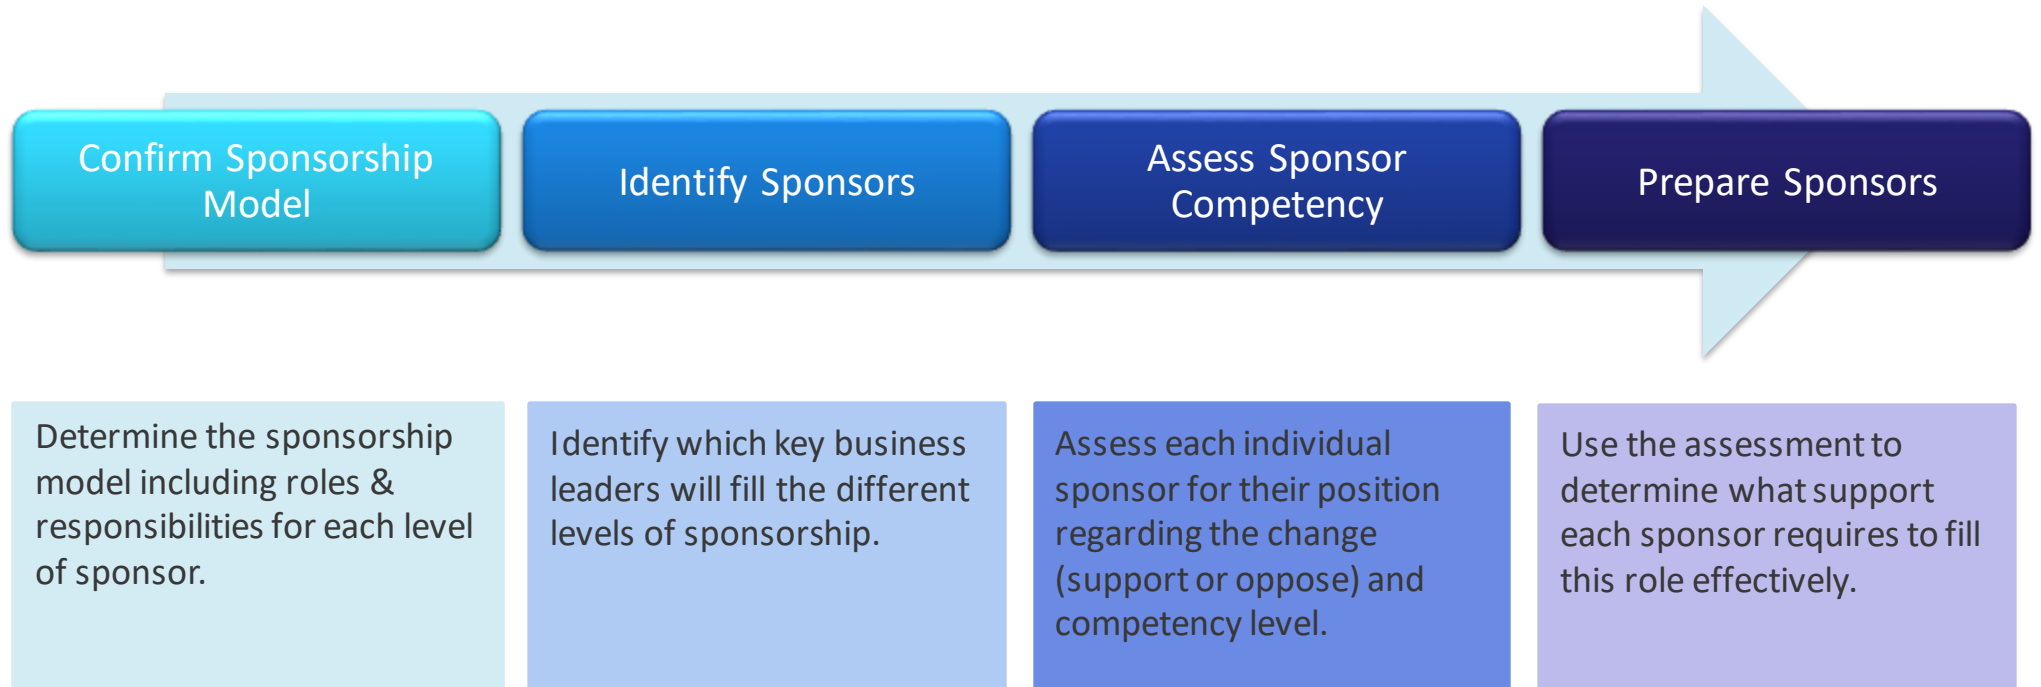 Confirm Sponsorship
Model
Identify Sponsors
Assess Sponsor
Competency
Prepare Sponsors
Determine the sponsorship
model including roles &
responsibilities for each level
of sponsor.
Identify which key business
leaders will fill the different
levels of sponsorship.
Assess each individual
sponsor for their position
regarding the change
(support or oppose) and
competency level.
Use the assessment to
determine what support
each sponsor requires to fill
this role effectively.